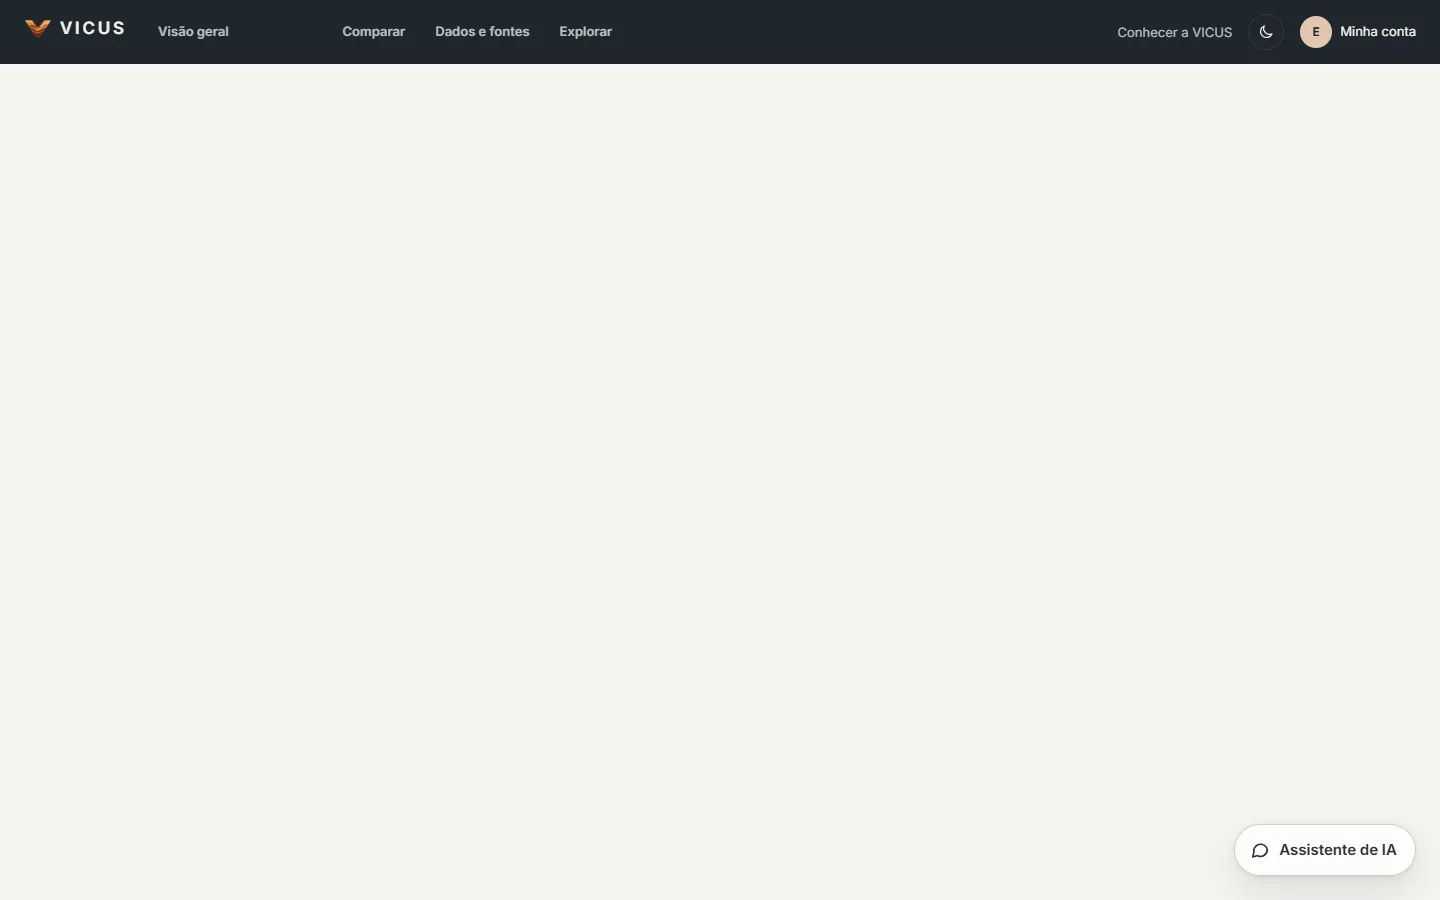 VICUS
Visão geral
Comparar
Dados e fontes
Explorar
Conhecer a VICUS
E
Minha conta
Assistente de IA